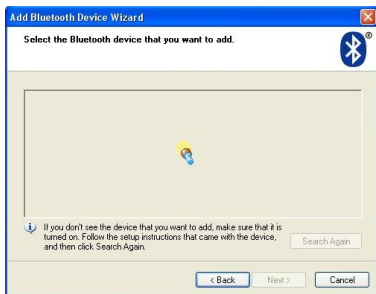 Add Bluetooth Device Wizard
Select the Bluetooth device that you want to add.
®
If you don't see the device that you want to add, make sure that it is
turned on. Follow the setup instructions that came with the device,
and then click Search Again.
Search Again
< Back
Next >
Cancel